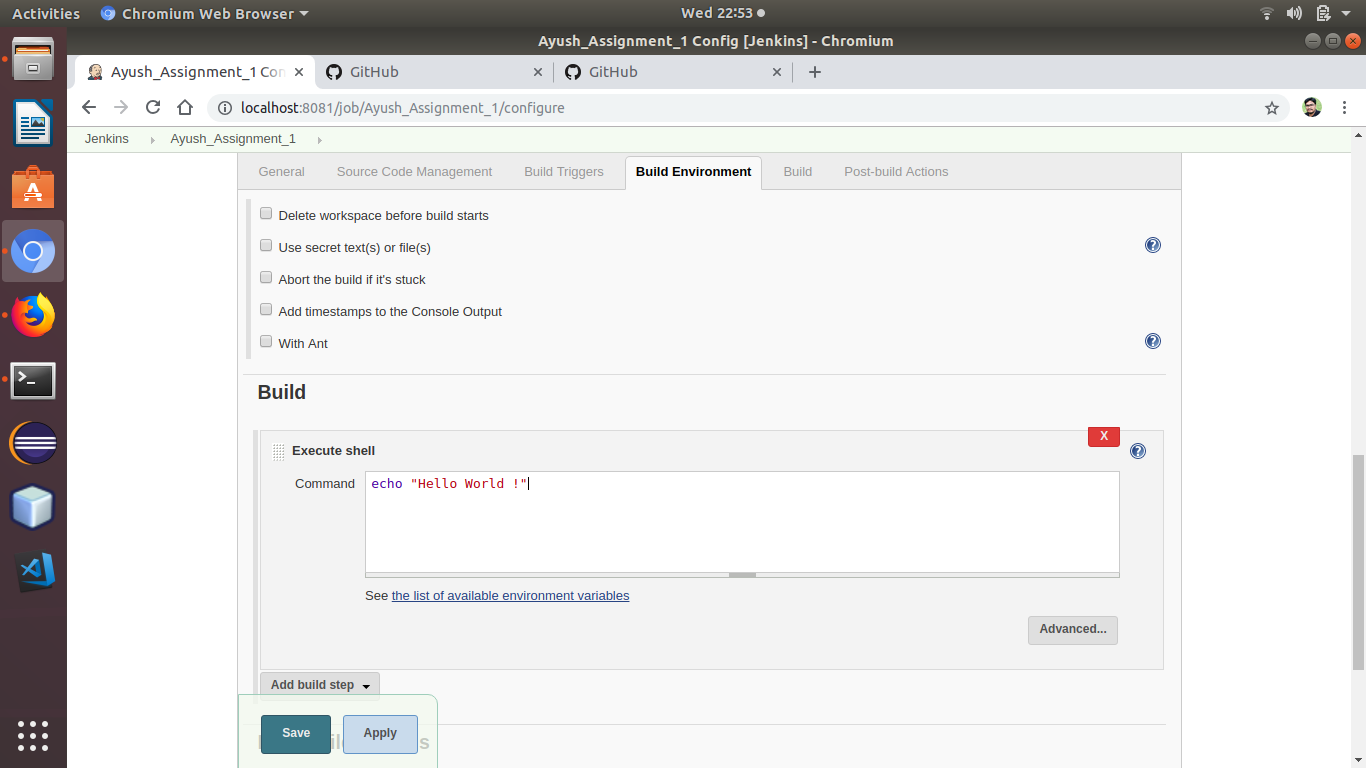 Activities Chromium Web Browser Wed 22:53
Ayush_Assignment_1 Config [Jenkins] - Chromium
Ayush_Assignment_1 Con GitHub GitHub
localhost:8081/job/Ayush_Assignment_1/configure
Jenkins Ayush_Assignment_1
General Source Code Management Build Triggers Build Environment Build Post-build Actions
Delete workspace before build starts
Use secret text(s) or file(s)
Abort the build if it's stuck
Add timestamps to the Console Output
With Ant
Build
X
Execute shell
Command echo "Hello World !"
See the list of available environment variables
Advanced...
Add build step
Save Apply